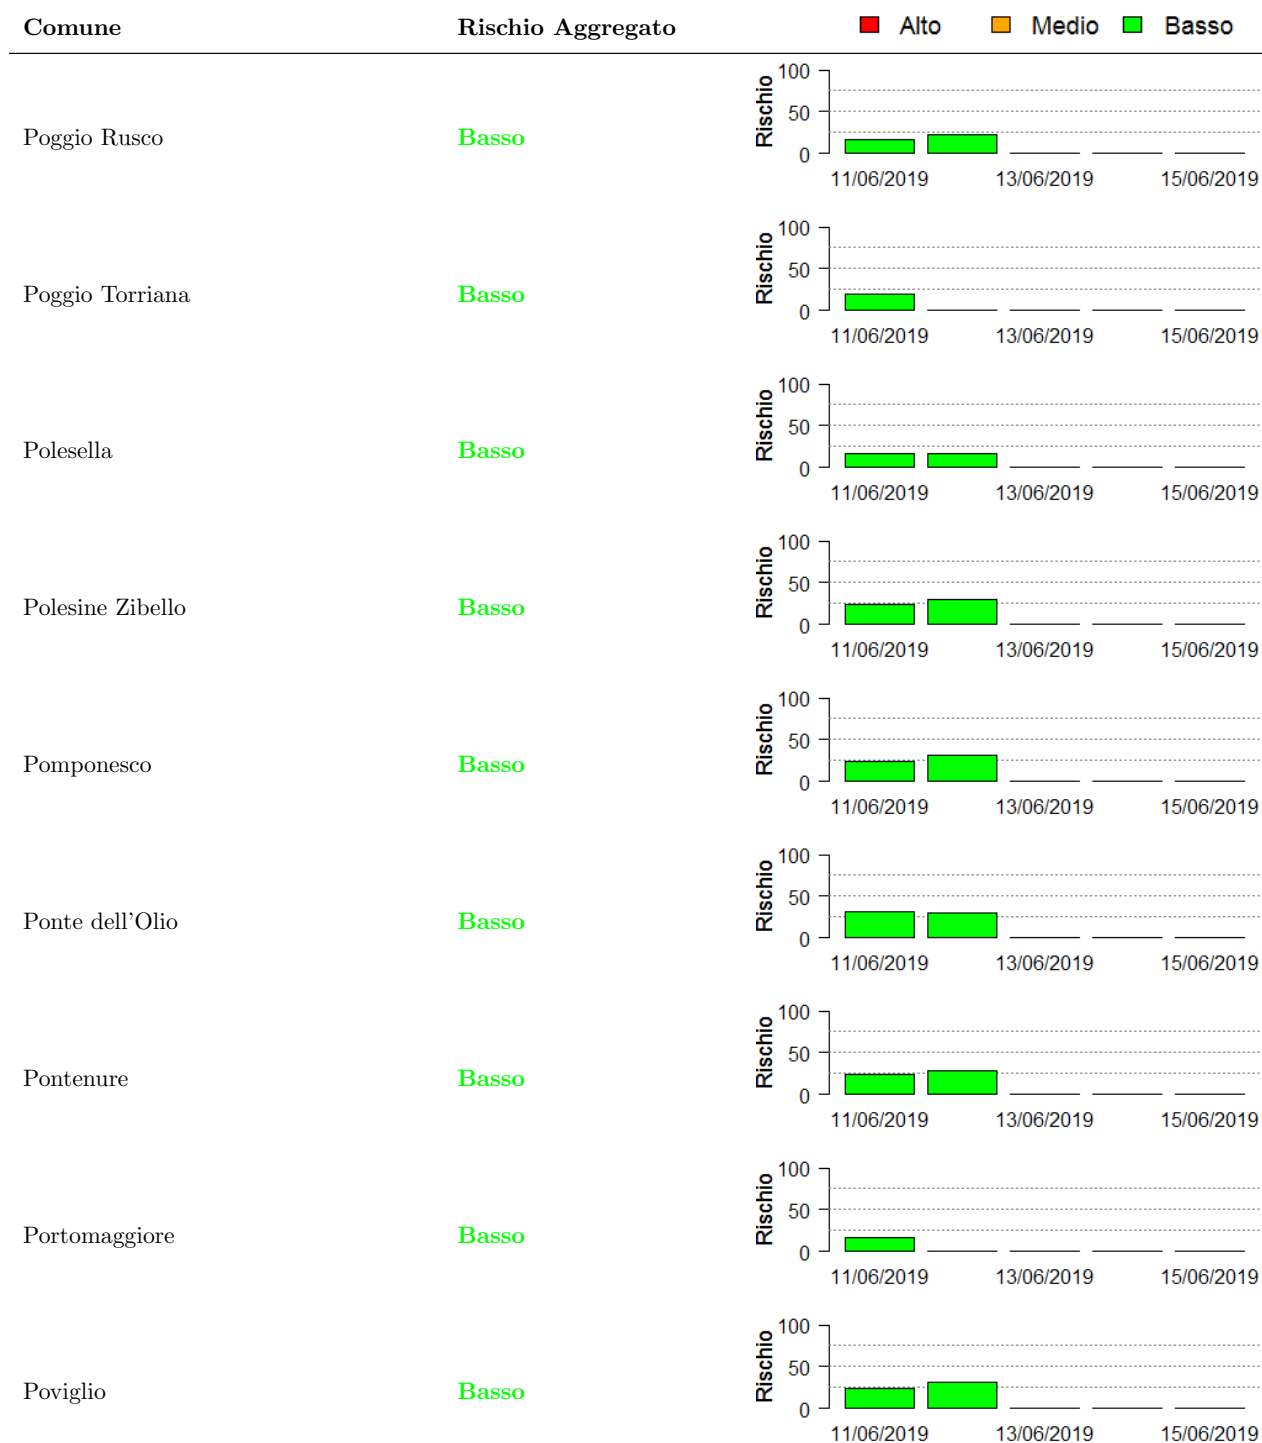 Comune Rischio Aggregato Alto Medio Basso
100
50
0
Rischio
Poggio Rusco Basso
11/06/2019 13/06/2019 15/06/2019
100
50
0
Rischio
Poggio Torriana Basso
11/06/2019 13/06/2019 15/06/2019
100
50
0
Rischio
Polesella Basso
11/06/2019 13/06/2019 15/06/2019
100
50
0
Rischio
Polesine Zibello Basso
11/06/2019 13/06/2019 15/06/2019
100
50
0
Rischio
Pomponesco Basso
11/06/2019 13/06/2019 15/06/2019
100
50
0
Rischio
Ponte dell'Olio Basso
11/06/2019 13/06/2019 15/06/2019
100
50
0
Rischio
Pontenure Basso
11/06/2019 13/06/2019 15/06/2019
100
50
0
Rischio
Portomaggiore Basso
11/06/2019 13/06/2019 15/06/2019
100
50
0
Rischio
Poviglio Basso
11/06/2019 13/06/2019 15/06/2019